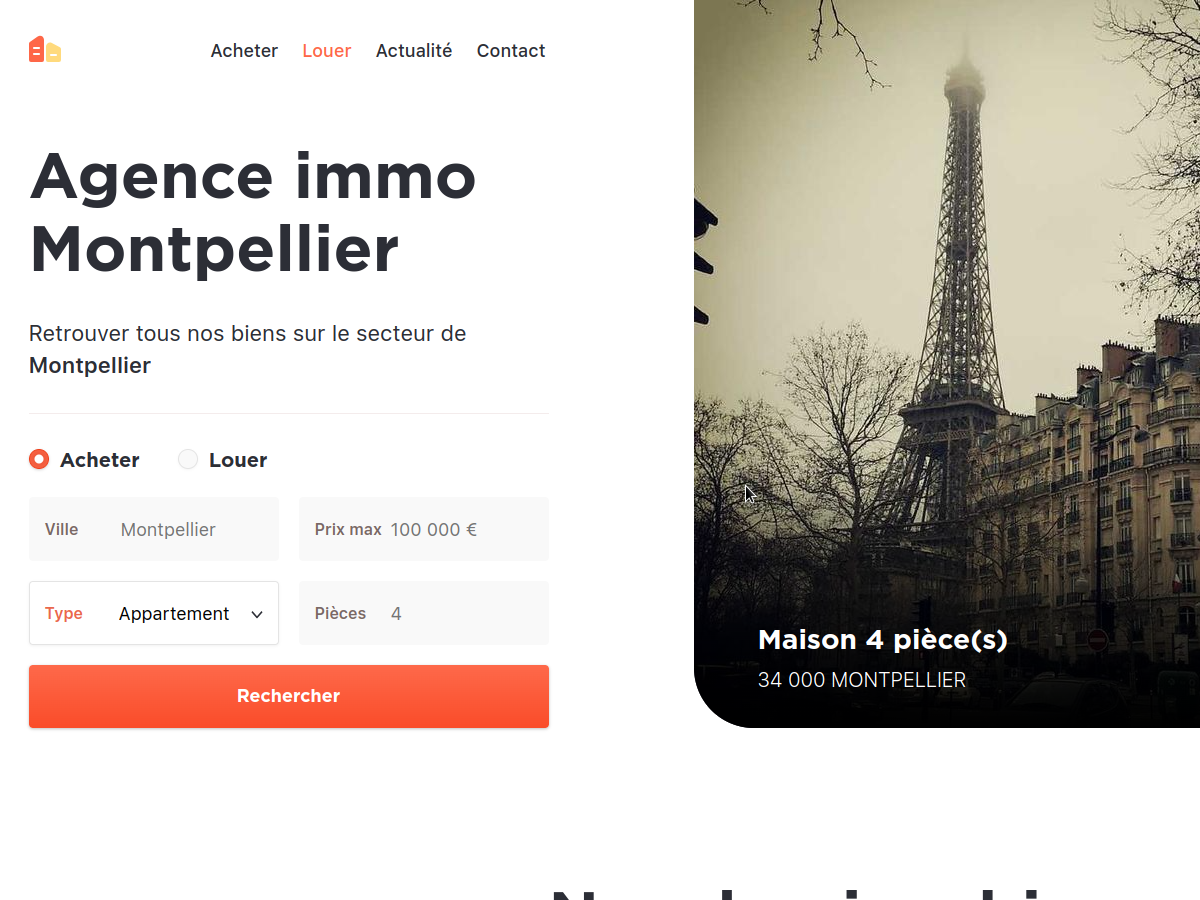 Acheter Louer Actualité Contact
Agence immo
Montpellier
Retrouver tous nos biens sur le secteur de
Montpellier
Acheter Louer
Ville Montpellier Prix max 100 000 €
Type Appartement Pièces 4
Rechercher
Maison 4 pièce(s)
34 000 MONTPELLIER